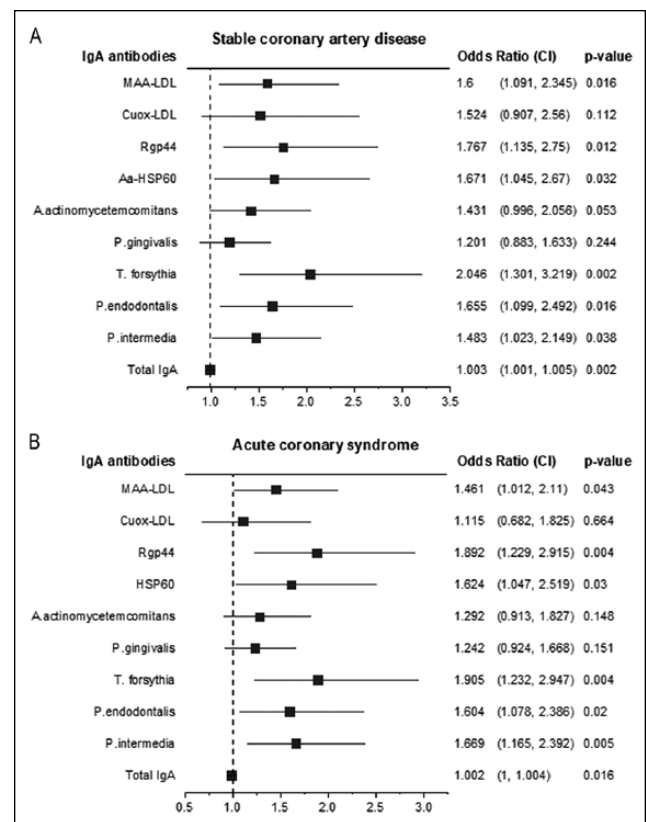 A
Stable coronary artery disease
IgA antibodies Odds Ratio (CI) p-value
MAA-LDL 1.6 (1.091, 2.345) 0.016
Cuox-LDL 1.524 (0.907, 2.56) 0.112
Rgp44 1.767 (1.135, 2.75) 0.012
Aa-HSP60 1.671 (1.045, 2.67) 0.032
A.actinomycetemcomitans 1.431 (0.996, 2.056) 0.053
P.gingivalis 1.201 (0.883, 1.633) 0.244
T. forsythia 2.046 (1.301, 3.219) 0.002
P.endodontalis 1.655 (1.099, 2.492) 0.016
P.intermedia 1.483 (1.023, 2.149) 0.038
Total IgA 1.003 (1.001, 1.005) 0.002
1.0 1.5 2.0 2.5 3.0 3.5
B
Acute coronary syndrome
IgA antibodies Odds Ratio (CI) p-value
MAA-LDL 1.461 (1.012, 2.11) 0.043
Cuox-LDL 1.115 (0.682, 1.825) 0.664
Rgp44 1.892 (1.229, 2.915) 0.004
HSP60 1.624 (1.047, 2.519) 0.03
A.actinomycetemcomitans 1.292 (0.913, 1.827) 0.148
P.gingivalis 1.242 (0.924, 1.668) 0.151
T. forsythia 1.905 (1.232, 2.947) 0.004
P.endodontalis 1.604 (1.078, 2.386) 0.02
P.intermedia 1.669 (1.165, 2.392) 0.005
Total IgA 1.002 (1, 1.004) 0.016
0.5 1.0 1.5 2.0 2.5 3.0